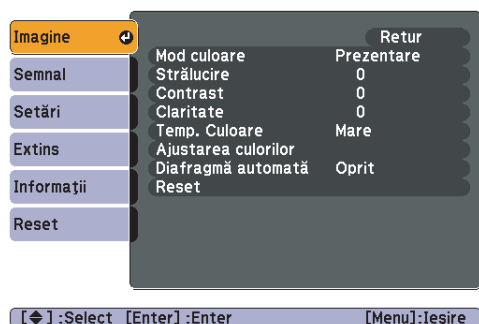 Imagine
Semnal
Setări
Extins
Informaţii
Reset
Retur
Mod culoare Prezentare
Strălucire 0
Contrast 0
Claritate 0
Temp. Culoare Mare
Ajustarea culorilor
Diafragmă automată Oprit
Reset
[◆] :Select [Enter] :Enter [Menu]:Iesire